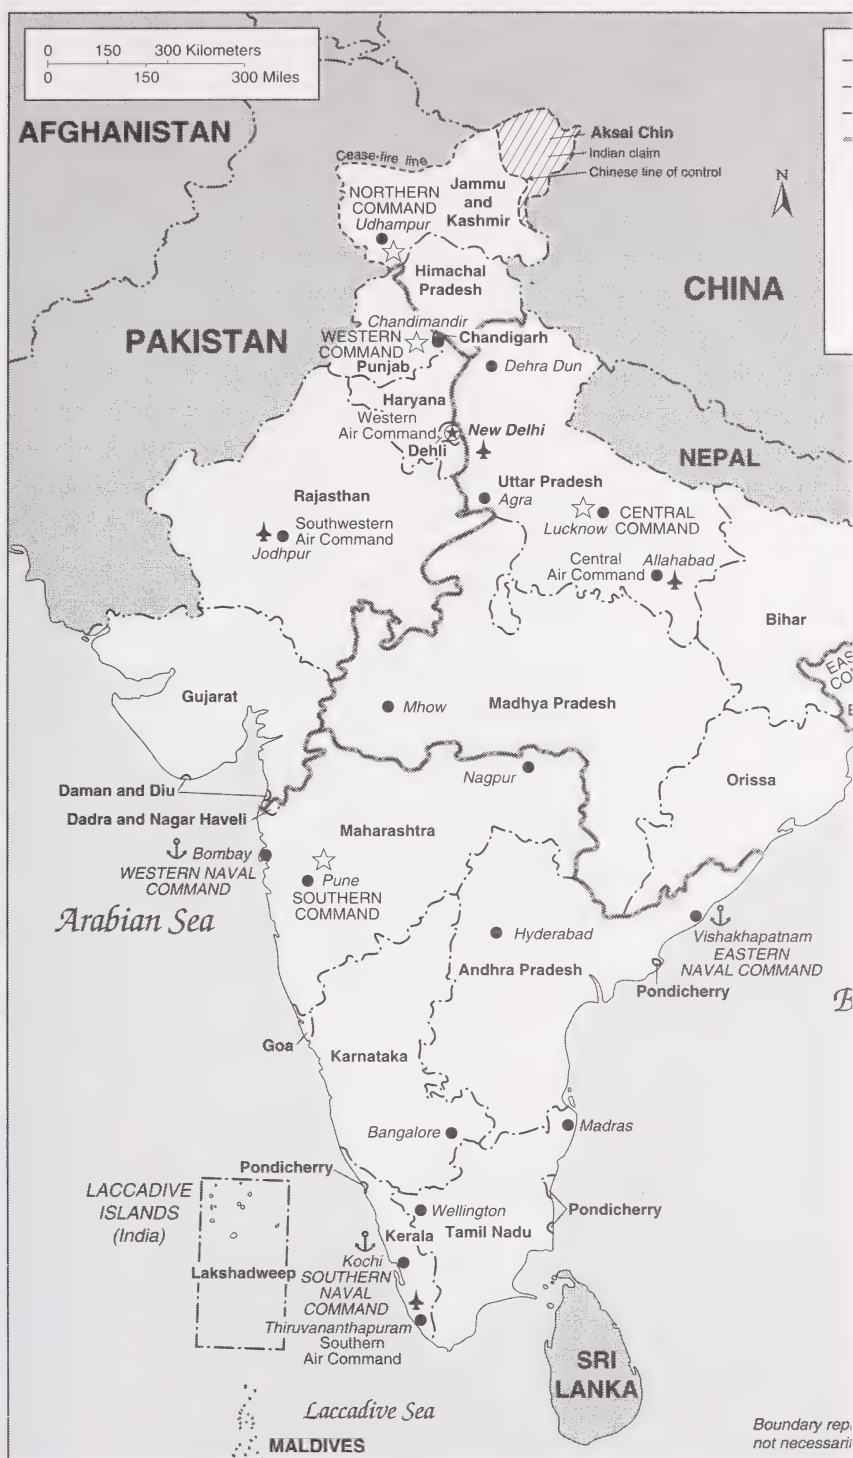 0 150 300 Kilometers
0 150 300 Miles
AFGHANISTAN
Cease-fire line
Aksai Chin
Indian claim
Chinese line of control
N
NORTHERN
COMMAND
Udhampur
Jammu
and
Kashmir
Himachal
Pradesh
CHINA
PAKISTAN
Chandimandir
WESTERN
COMMAND
Chandigarh
Punjab
Dehra Dun
Haryana
Western
Air Command
New Delhi
Dehli
NEPAL
Uttar Pradesh
Agra
Rajasthan
Southwestern
Air Command
Jodhpur
Lucknow
CENTRAL
COMMAND
Central
Air Command
Allahabad
Bihar
Gujarat
Mhow
Madhya Pradesh
Nagpur
Orissa
Daman and Diu
Dadra and Nagar Haveli
Maharashtra
Bombay
WESTERN NAVAL
COMMAND
Pune
SOUTHERN
COMMAND
Arabian Sea
Hyderabad
Vishakhapatnam
EASTERN
NAVAL COMMAND
Andhra Pradesh
Pondicherry
Goa
Karnataka
Bangalore
Madras
Pondicherry
LACCADIVE
ISLANDS
(India)
Wellington
Pondicherry
Kerala
Tamil Nadu
Lakshadweep
Kochi
SOUTHERN
NAVAL
COMMAND
Thiruvananthapuram
Southern
Air Command
SRI
LANKA
Laccadive Sea
MALDIVES
Boundary rep
not necessari